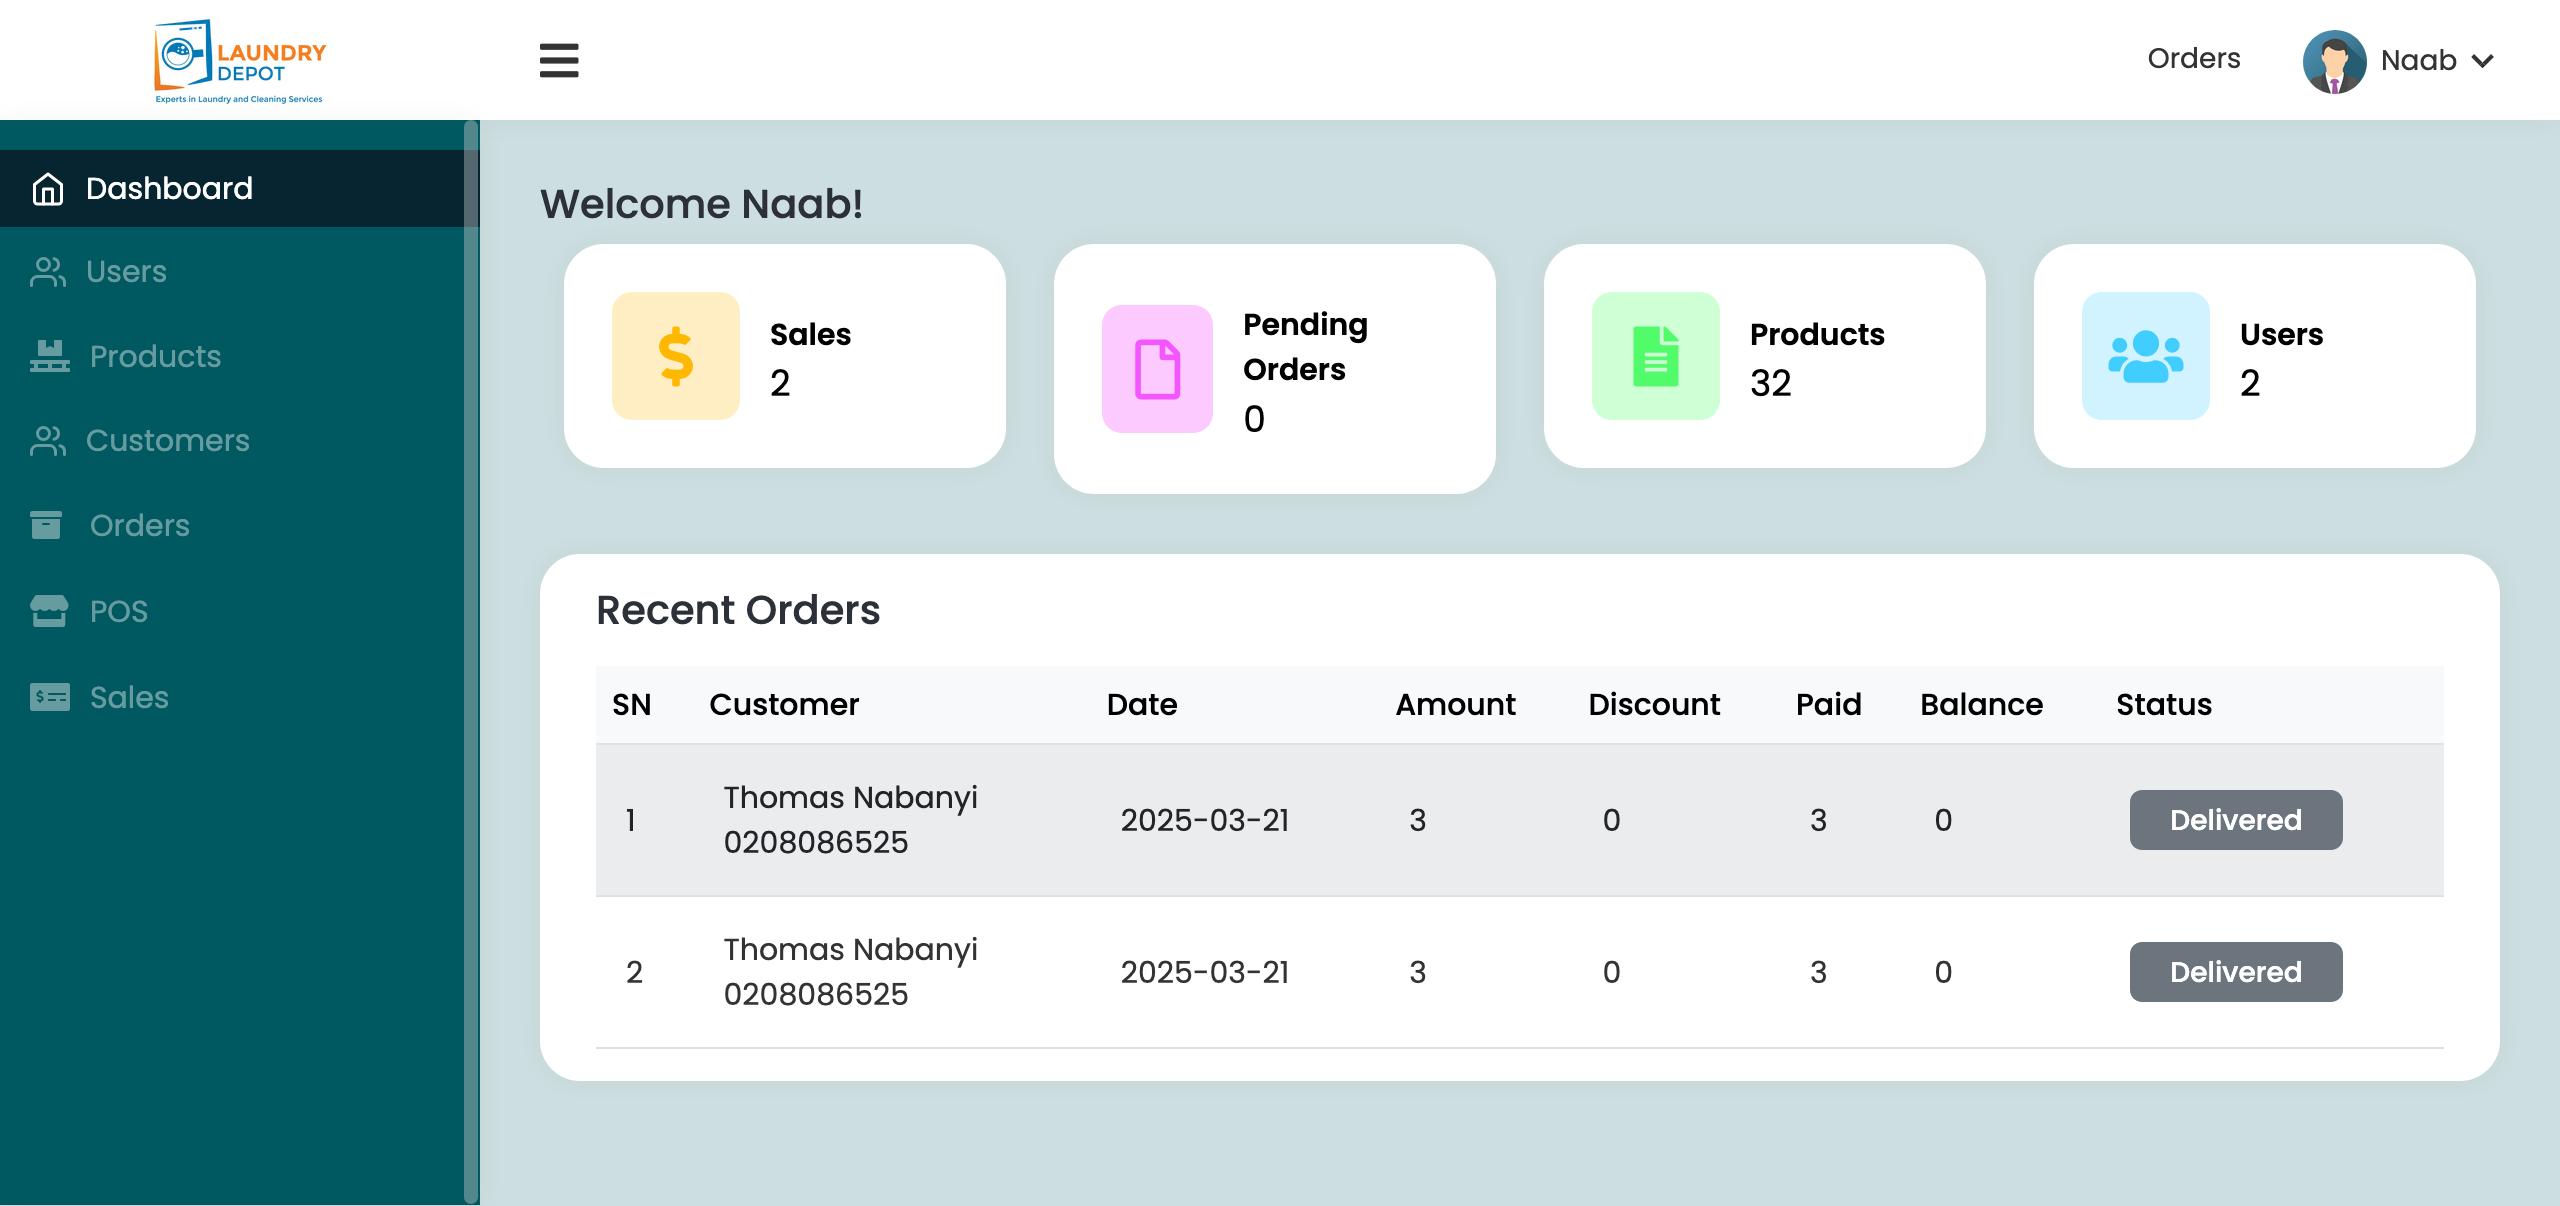 LAUNDRY
DEPOT
Experts in Laundry and Cleaning Services
Orders
Naab
Dashboard
Users
Products
Customers
Orders
POS
Sales
Welcome Naab!
Sales
2
Pending
Orders
0
Products
32
Users
2
Recent Orders
SN Customer Date Amount Discount Paid Balance Status
1 Thomas Nabanyi 2025-03-21 3 0 3 0 Delivered
0208086525
2 Thomas Nabanyi 2025-03-21 3 0 3 0 Delivered
0208086525